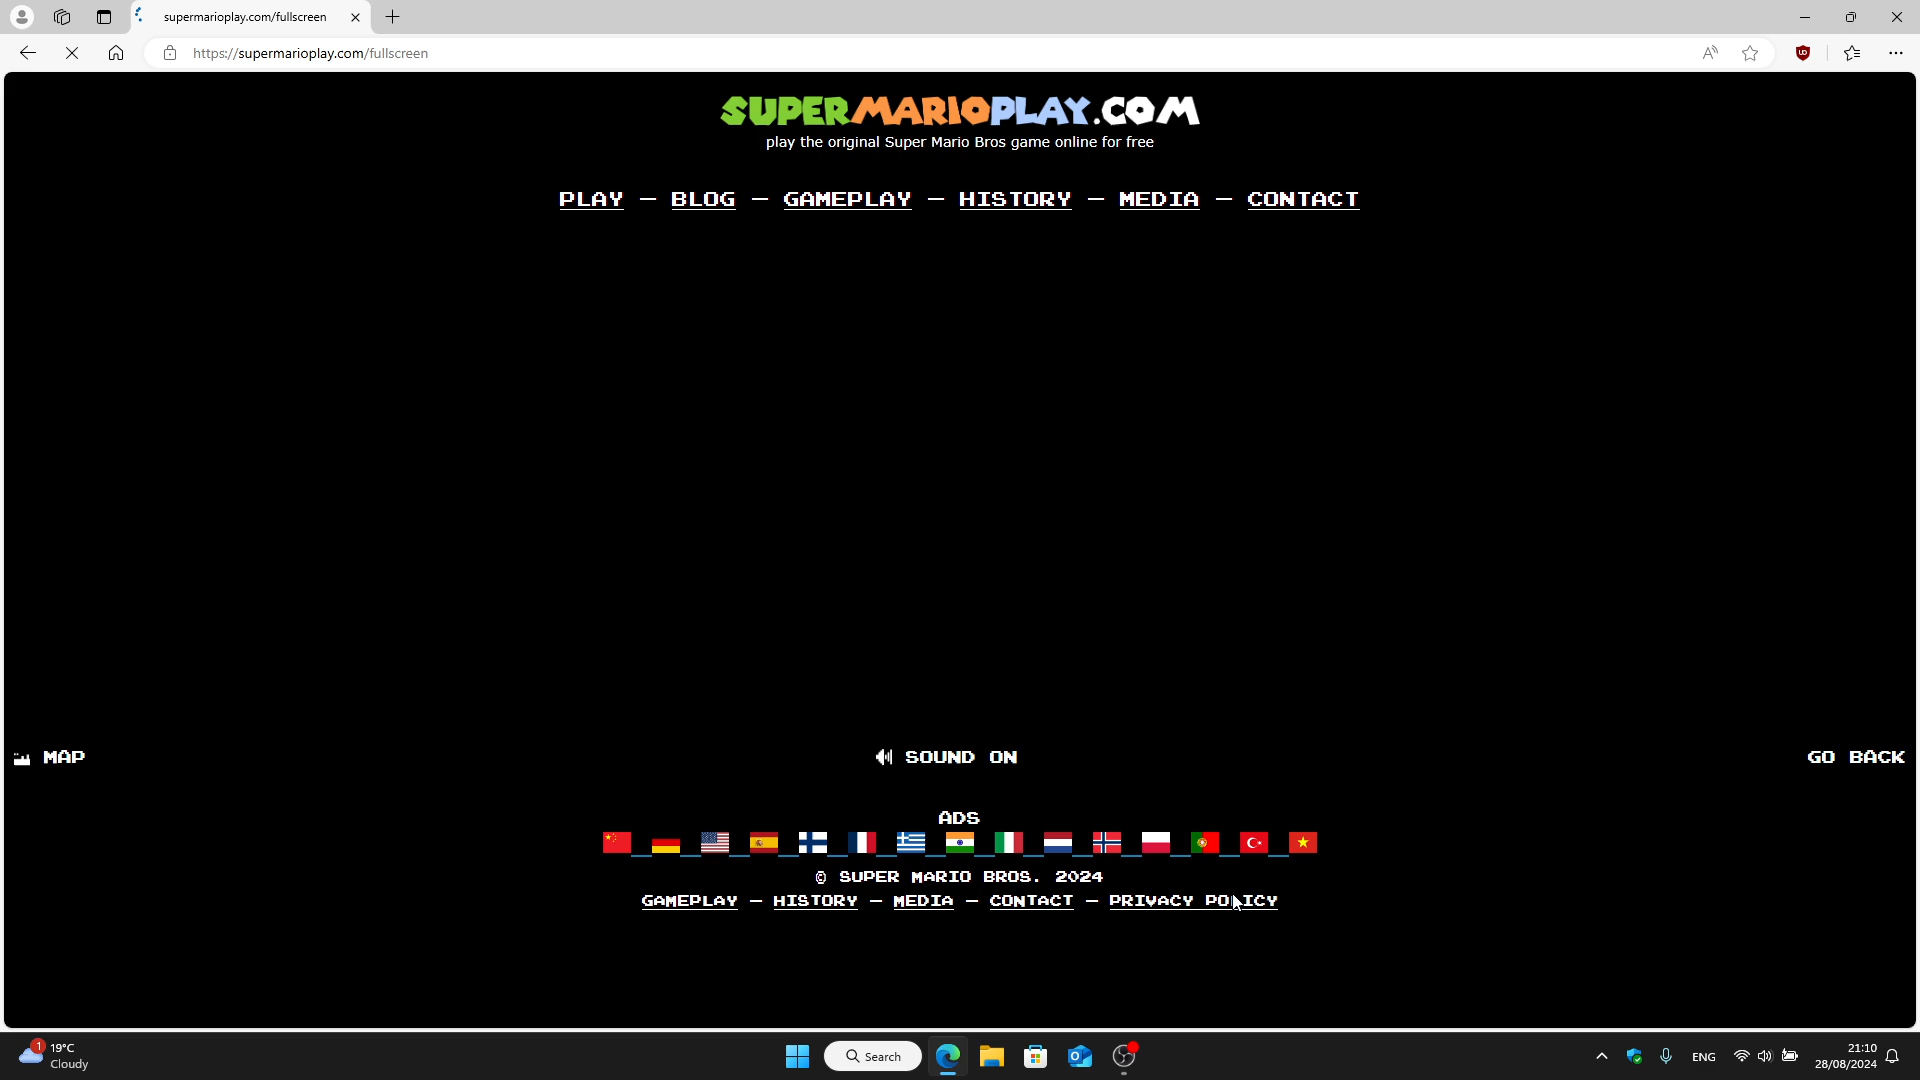 supermarioplay.com/fullscreen
https://supermarioplay.com/fullscreen
SUPERMARIOPLAY.COM
play the original Super Mario Bros game online for free
PLAY — BLOG — GAMEPLAY — HISTORY — MEDIA — CONTACT
MAP
SOUND ON
GO BACK
ADS
© SUPER MARIO BROS. 2024
GAMEPLAY — HISTORY — MEDIA — CONTACT — PRIVACY POLICY
1
19°C
Cloudy
Search
ENG
21:10
28/08/2024